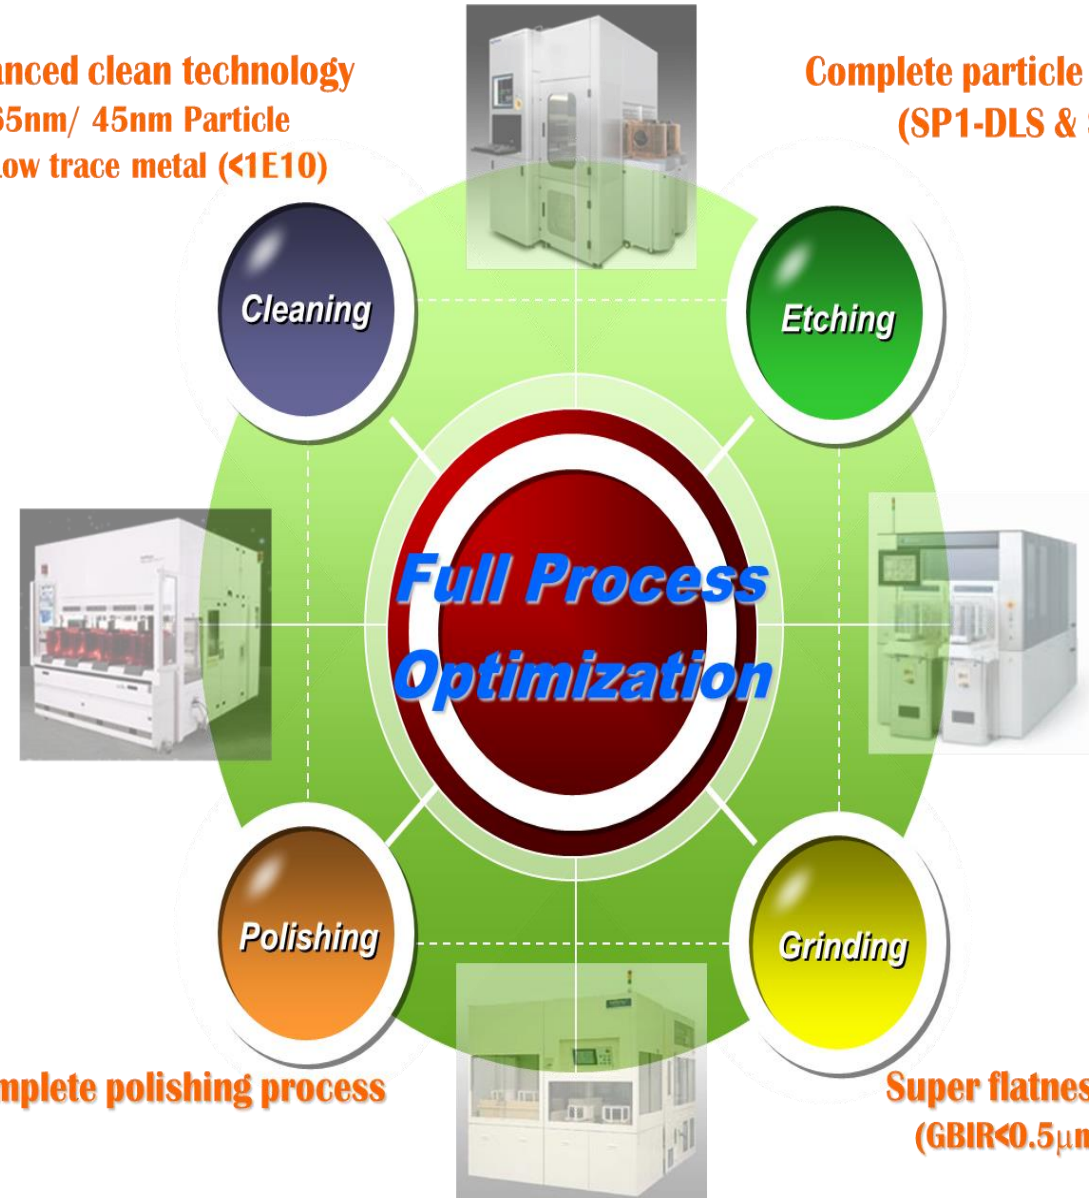 anced clean technology
65nm/ 45nm Particle
ow trace metal (<1E10)
Complete particle
(SP1-DLS &
Cleaning
Etching
Full Process
Optimization
Polishing
Grinding
mplete polishing process
Super flatnes
(GBIR<0.5μm